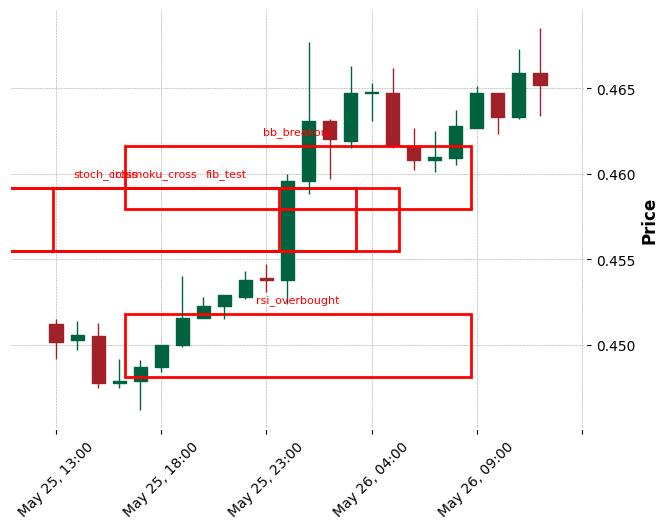 bb_breakout
stoch_cross
ichimoku_cross
fib_test
rsi_overbought
0.465
0.460
0.455
0.450
Price
May 25, 13:00
May 25, 18:00
May 25, 23:00
May 26, 04:00
May 26, 09:00